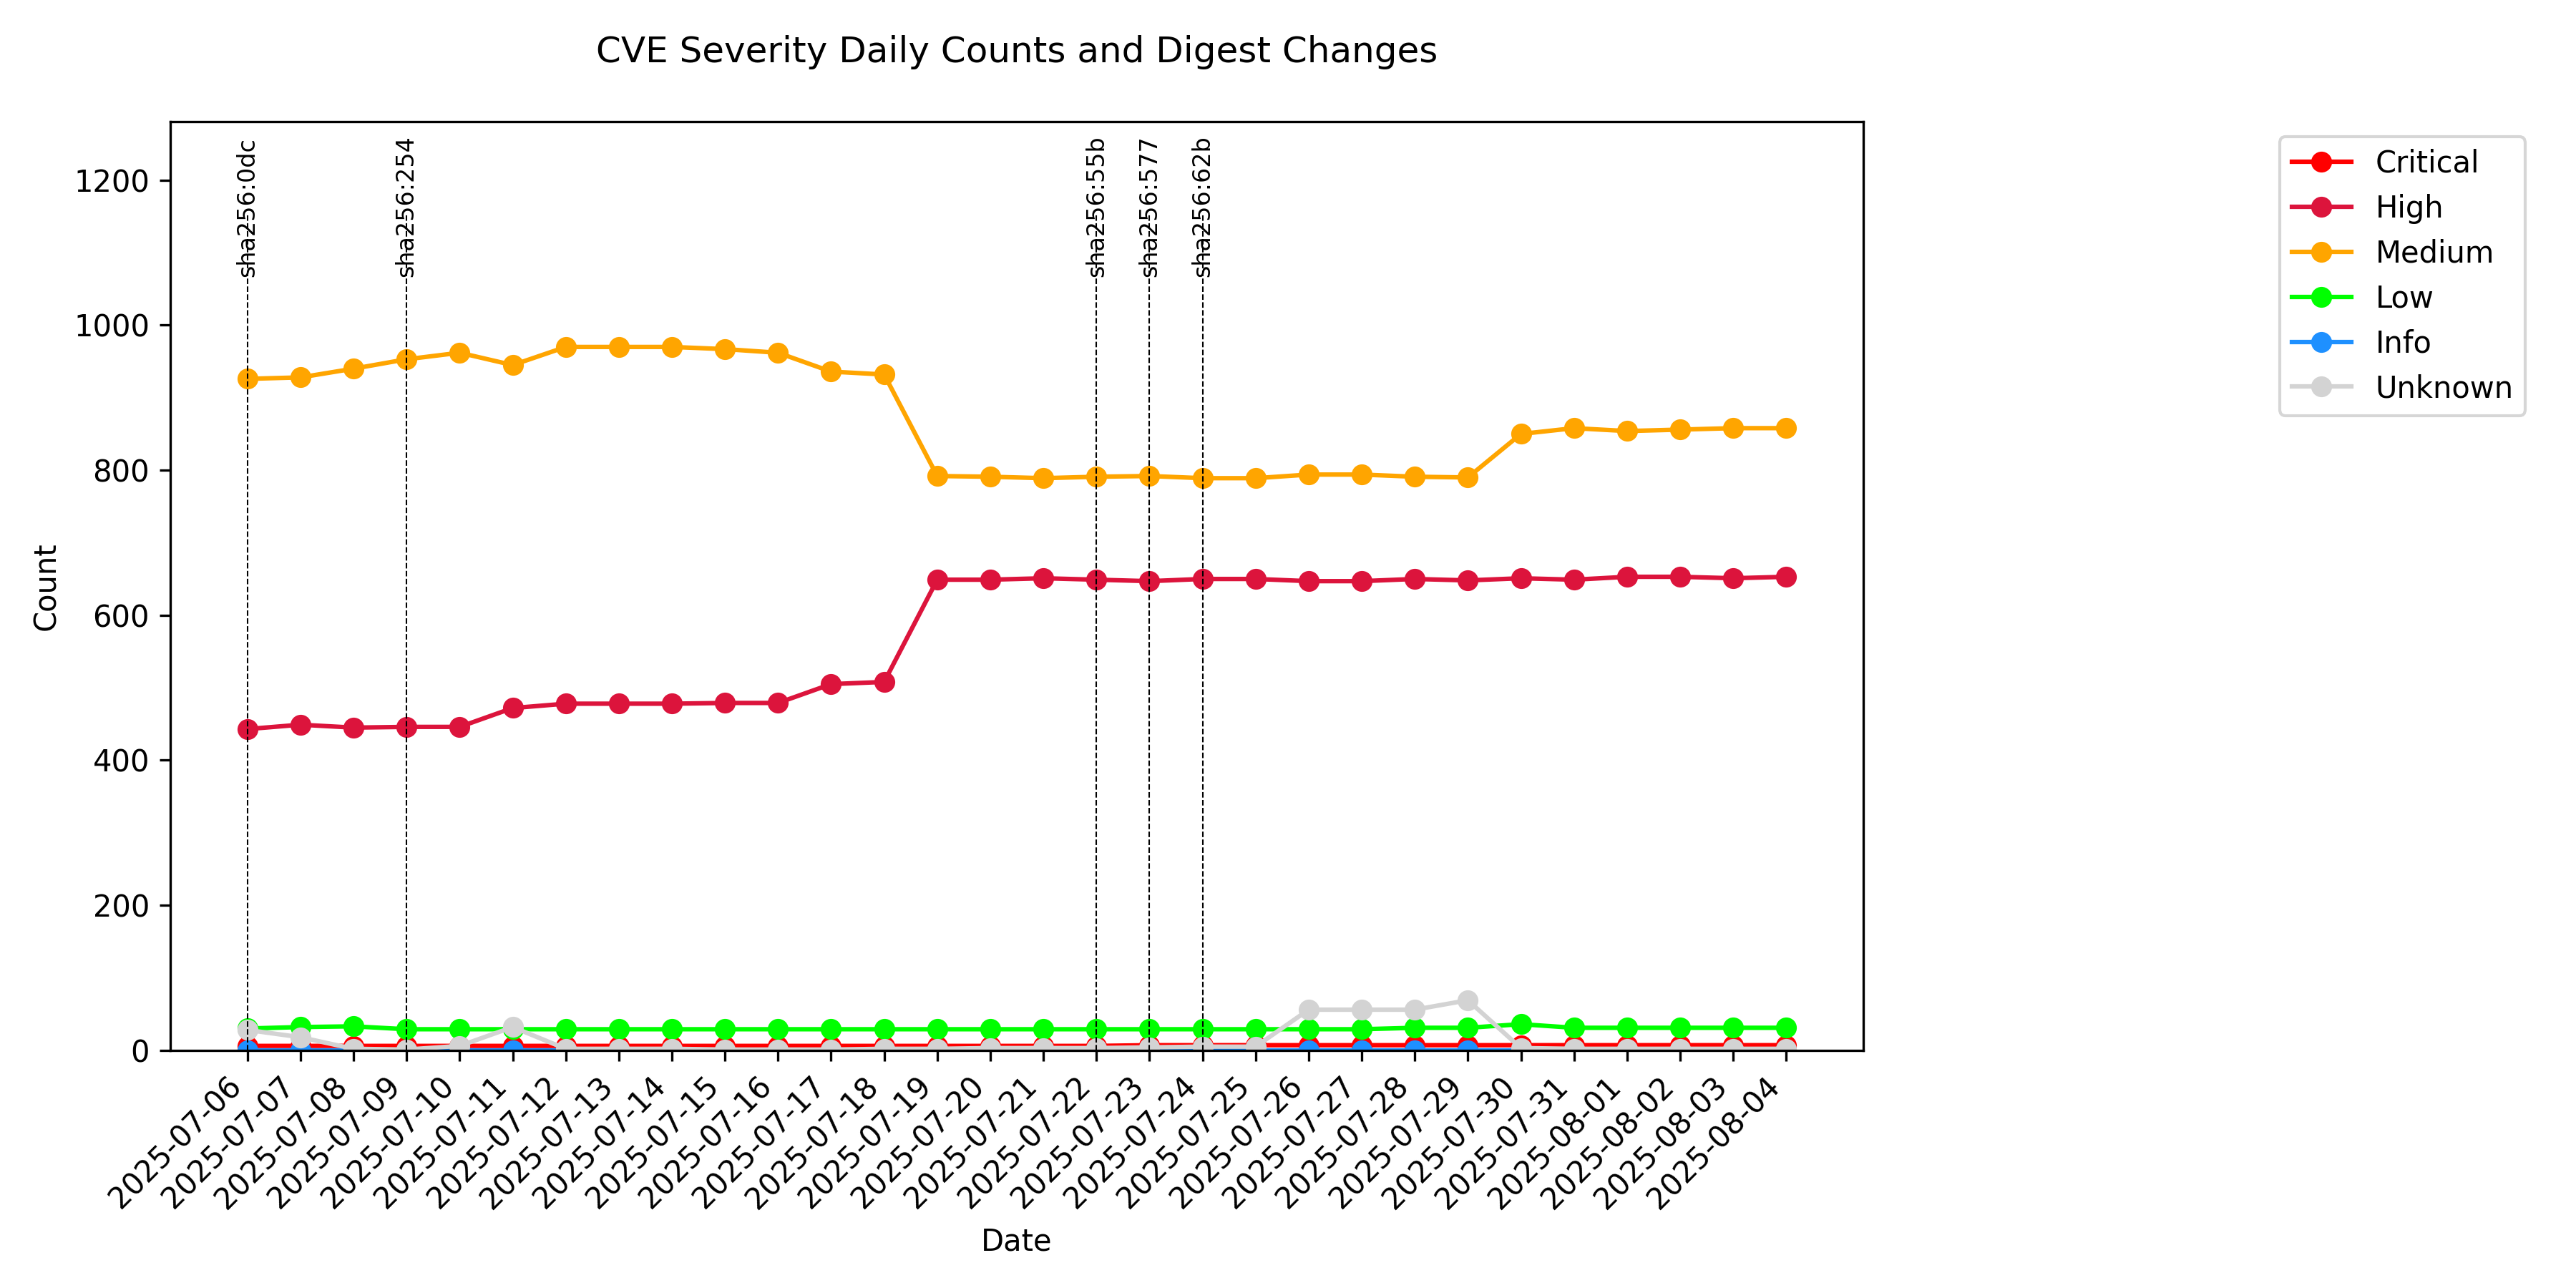 CVE Severity Daily Counts and Digest Changes
sha256:0dc
sha256:254
sha256:55b
sha256:577
sha256:62b
Critical
High
Medium
Low
Info
Unknown
1200
1000
800
600
400
200
0
Count
2025-07-06
2025-07-07
2025-07-08
2025-07-09
2025-07-10
2025-07-11
2025-07-12
2025-07-13
2025-07-14
2025-07-15
2025-07-16
2025-07-17
2025-07-18
2025-07-19
2025-07-20
2025-07-21
2025-07-22
2025-07-23
2025-07-24
2025-07-25
2025-07-26
2025-07-27
2025-07-28
2025-07-29
2025-07-30
2025-07-31
2025-08-01
2025-08-02
2025-08-03
2025-08-04
Date